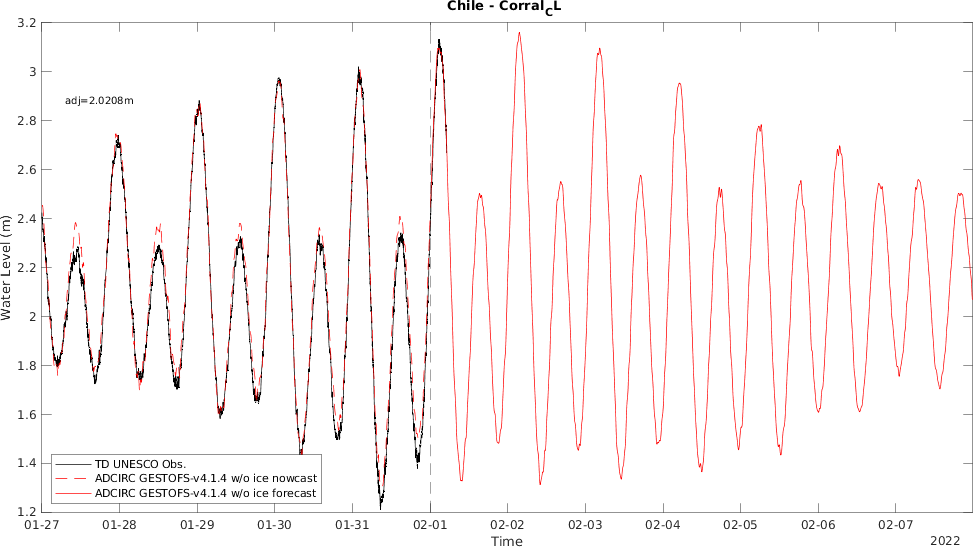 Chile - Corral_CL
3.2
3
2.8
2.6
2.4
2.2
2
1.8
1.6
1.4
1.2
Water Level (m)
adj=2.0208m
TD UNESCO Obs.
ADCIRC GESTOFS-v4.1.4 w/o ice nowcast
ADCIRC GESTOFS-v4.1.4 w/o ice forecast
01-27 01-28 01-29 01-30 01-31 02-01 02-02 02-03 02-04 02-05 02-06 02-07
Time
2022